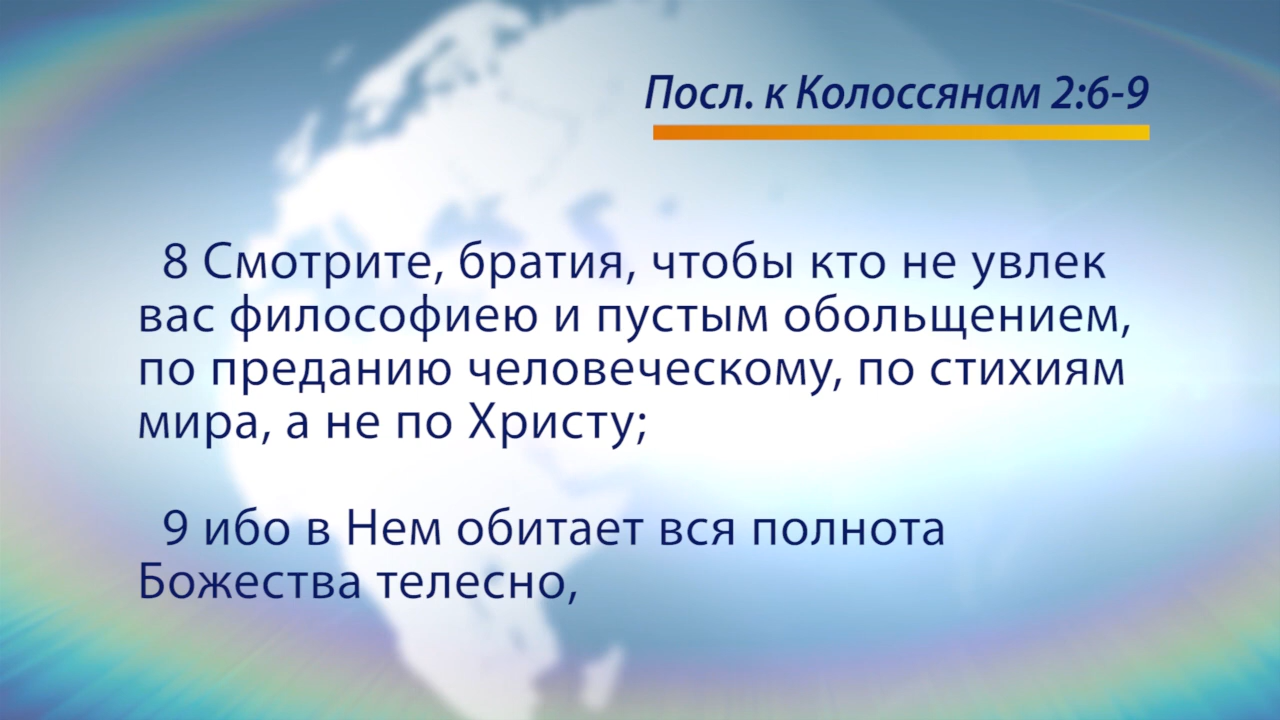 Посл. к Колоссянам 2:6-9
8 Смотрите, братия, чтобы кто не увлек
вас философиею и пустым обольщением,
по преданию человеческому, по стихиям
мира, а не по Христу;
9 ибо в Нем обитает вся полнота
Божества телесно,